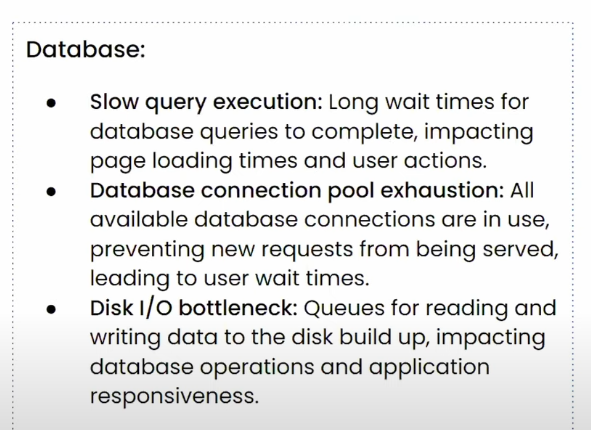 Database:
● Slow query execution: Long wait times for
database queries to complete, impacting
page loading times and user actions.
● Database connection pool exhaustion: All
available database connections are in use,
preventing new requests from being served,
leading to user wait times.
● Disk I/O bottleneck: Queues for reading and
writing data to the disk build up, impacting
database operations and application
responsiveness.